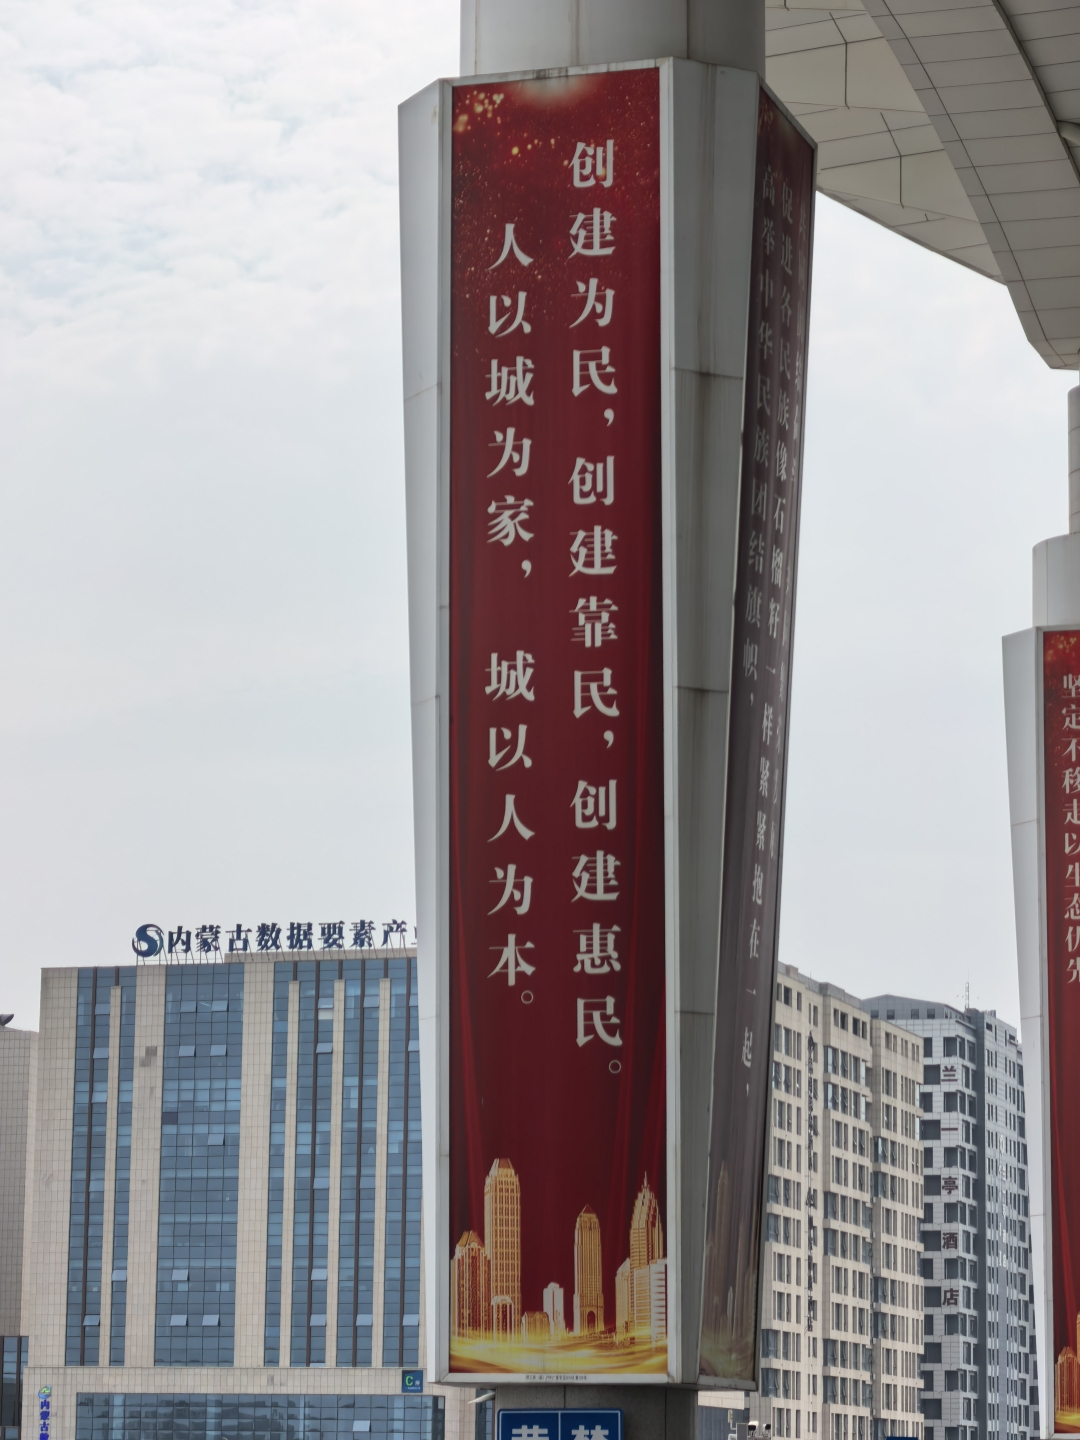 创建为民，创建靠民，创建惠民。
人以城为家，城以人为本。
促进各民族像石榴籽一样紧紧抱在一起，
高举中华民族团结旗帜，
坚定不移走以生态优先
内蒙古数据要素产
兰亭酒店
C
内蒙古